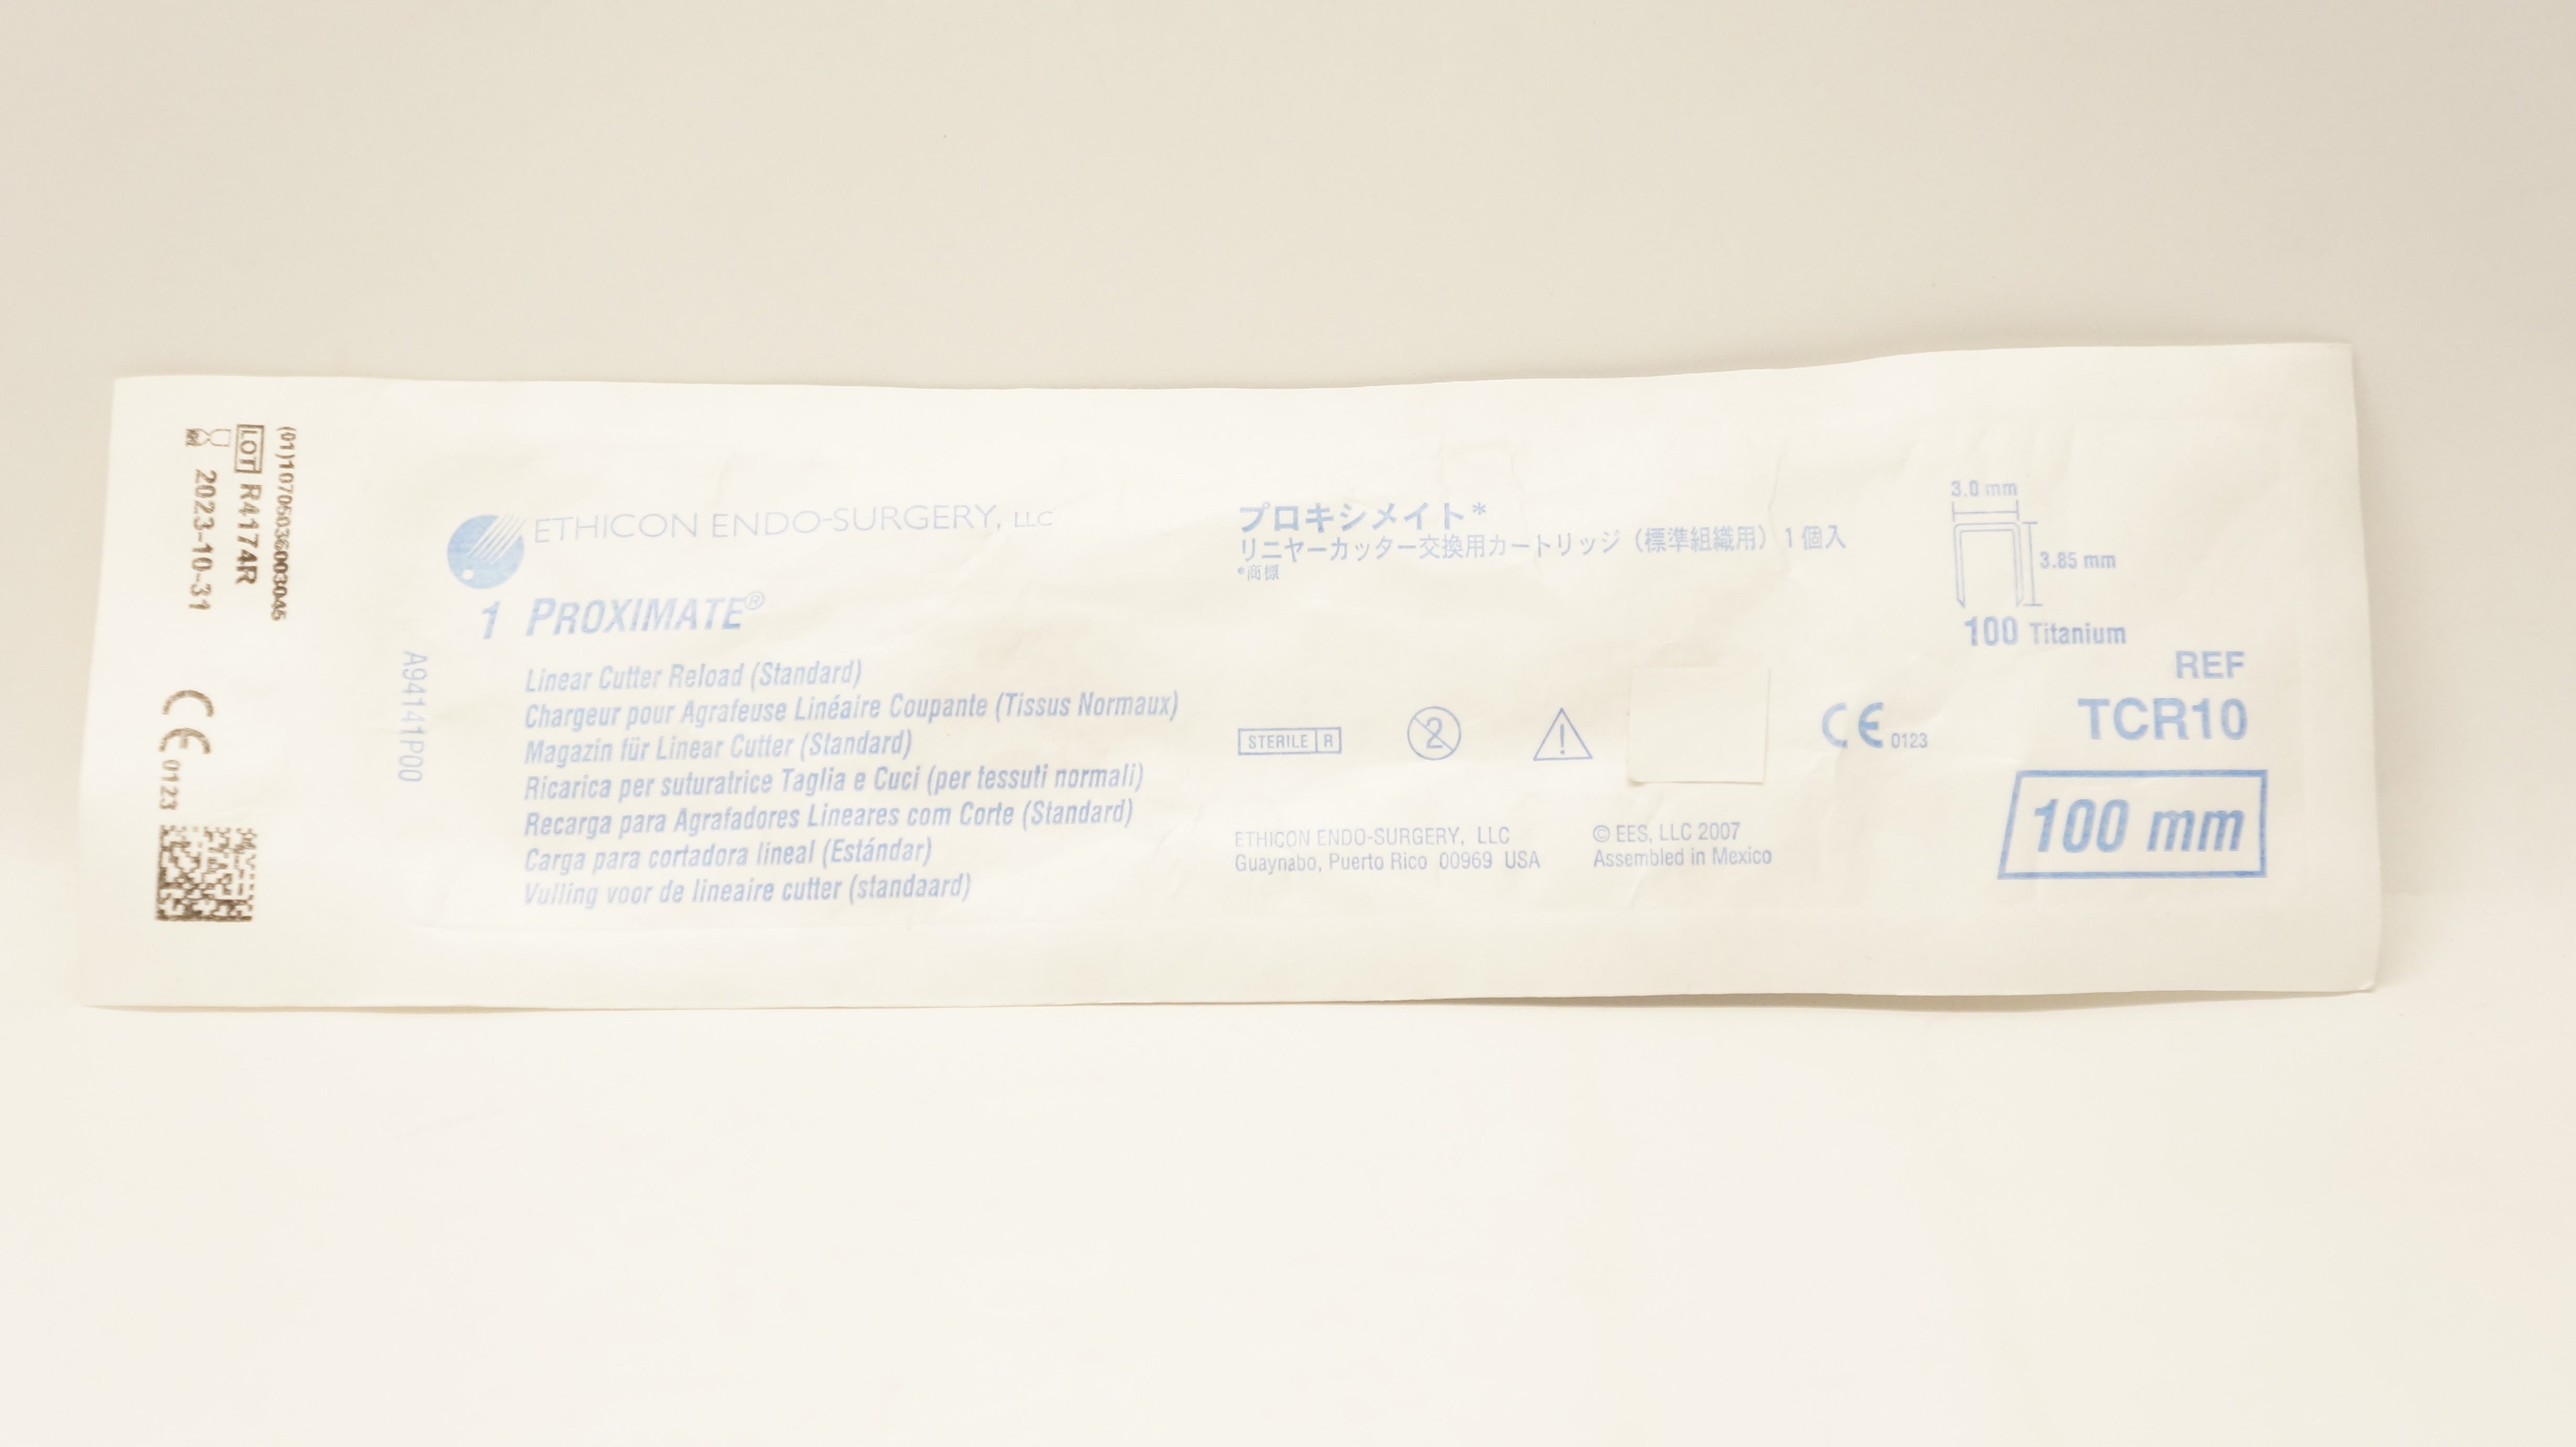 (01)10705036003045
LOT R4174R
2023-10-31
CE 0123
A94141P00
ETHICON ENDO-SURGERY, LLC
1 PROXIMATE®
Linear Cutter Reload (Standard)
Chargeur pour Agrafeuse Linéaire Coupante (Tissus Normaux)
Magazin für Linear Cutter (Standard)
Ricarica per suturatrice Taglia e Cuci (per tessuti normali)
Recarga para Agrafadores Lineares com Corte (Standard)
Carga para cortadora lineal (Estándar)
Vulling voor de lineaire cutter (standaard)
プロキシメイト*
リニヤーカッター交換用カートリッジ（標準組織用）1個入
*商標
STERILE R
2
!
CE 0123
ETHICON ENDO-SURGERY, LLC
Guaynabo, Puerto Rico 00969 USA
© EES, LLC 2007
Assembled in Mexico
3.0 mm
3.85 mm
100 Titanium
REF
TCR10
100 mm